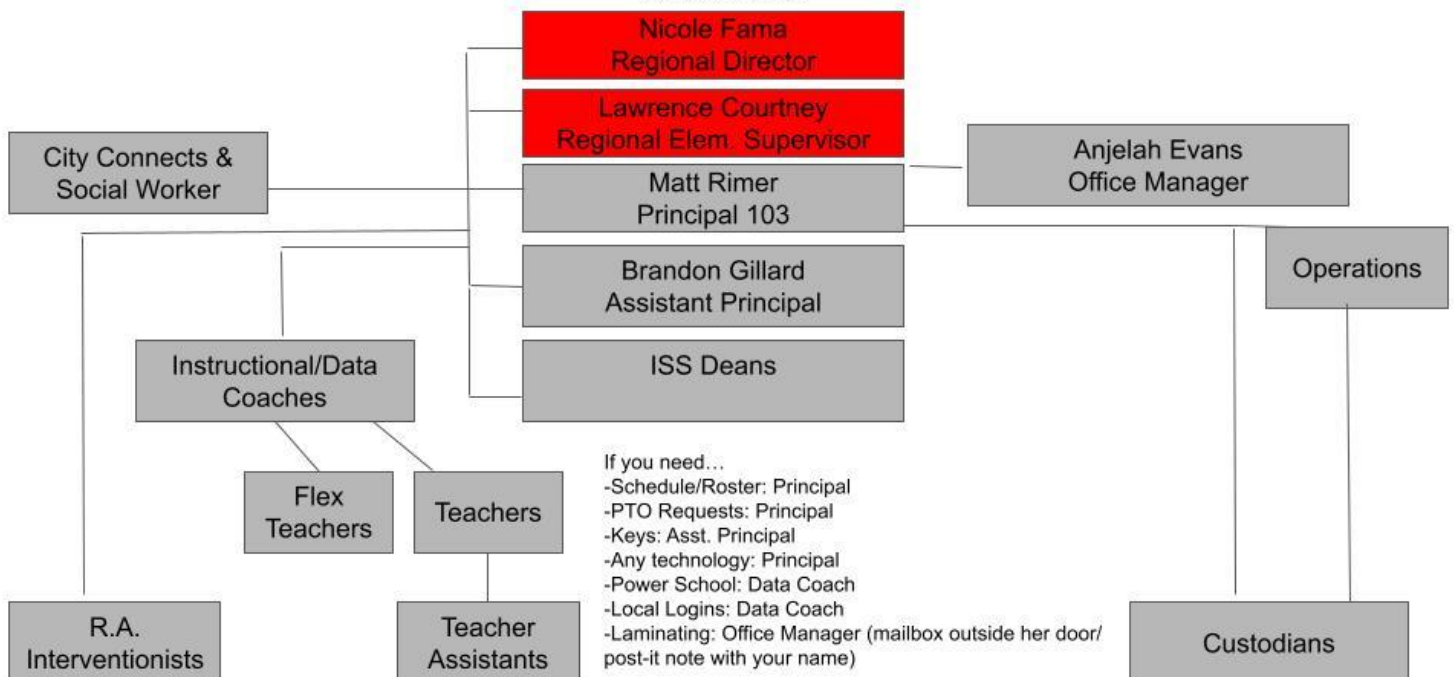 Nicole Fama
Regional Director
Lawrence Courtney
Regional Elem. Supervisor
City Connects &
Social Worker
Matt Rimer
Principal 103
Anjelah Evans
Office Manager
Brandon Gillard
Assistant Principal
Operations
Instructional/Data
Coaches
ISS Deans
Flex
Teachers
Teachers
If you need…
-Schedule/Roster: Principal
-PTO Requests: Principal
-Keys: Asst. Principal
-Any technology: Principal
-Power School: Data Coach
-Local Logins: Data Coach
-Laminating: Office Manager (mailbox outside her door/
post-it note with your name)
R.A.
Interventionists
Teacher
Assistants
Custodians